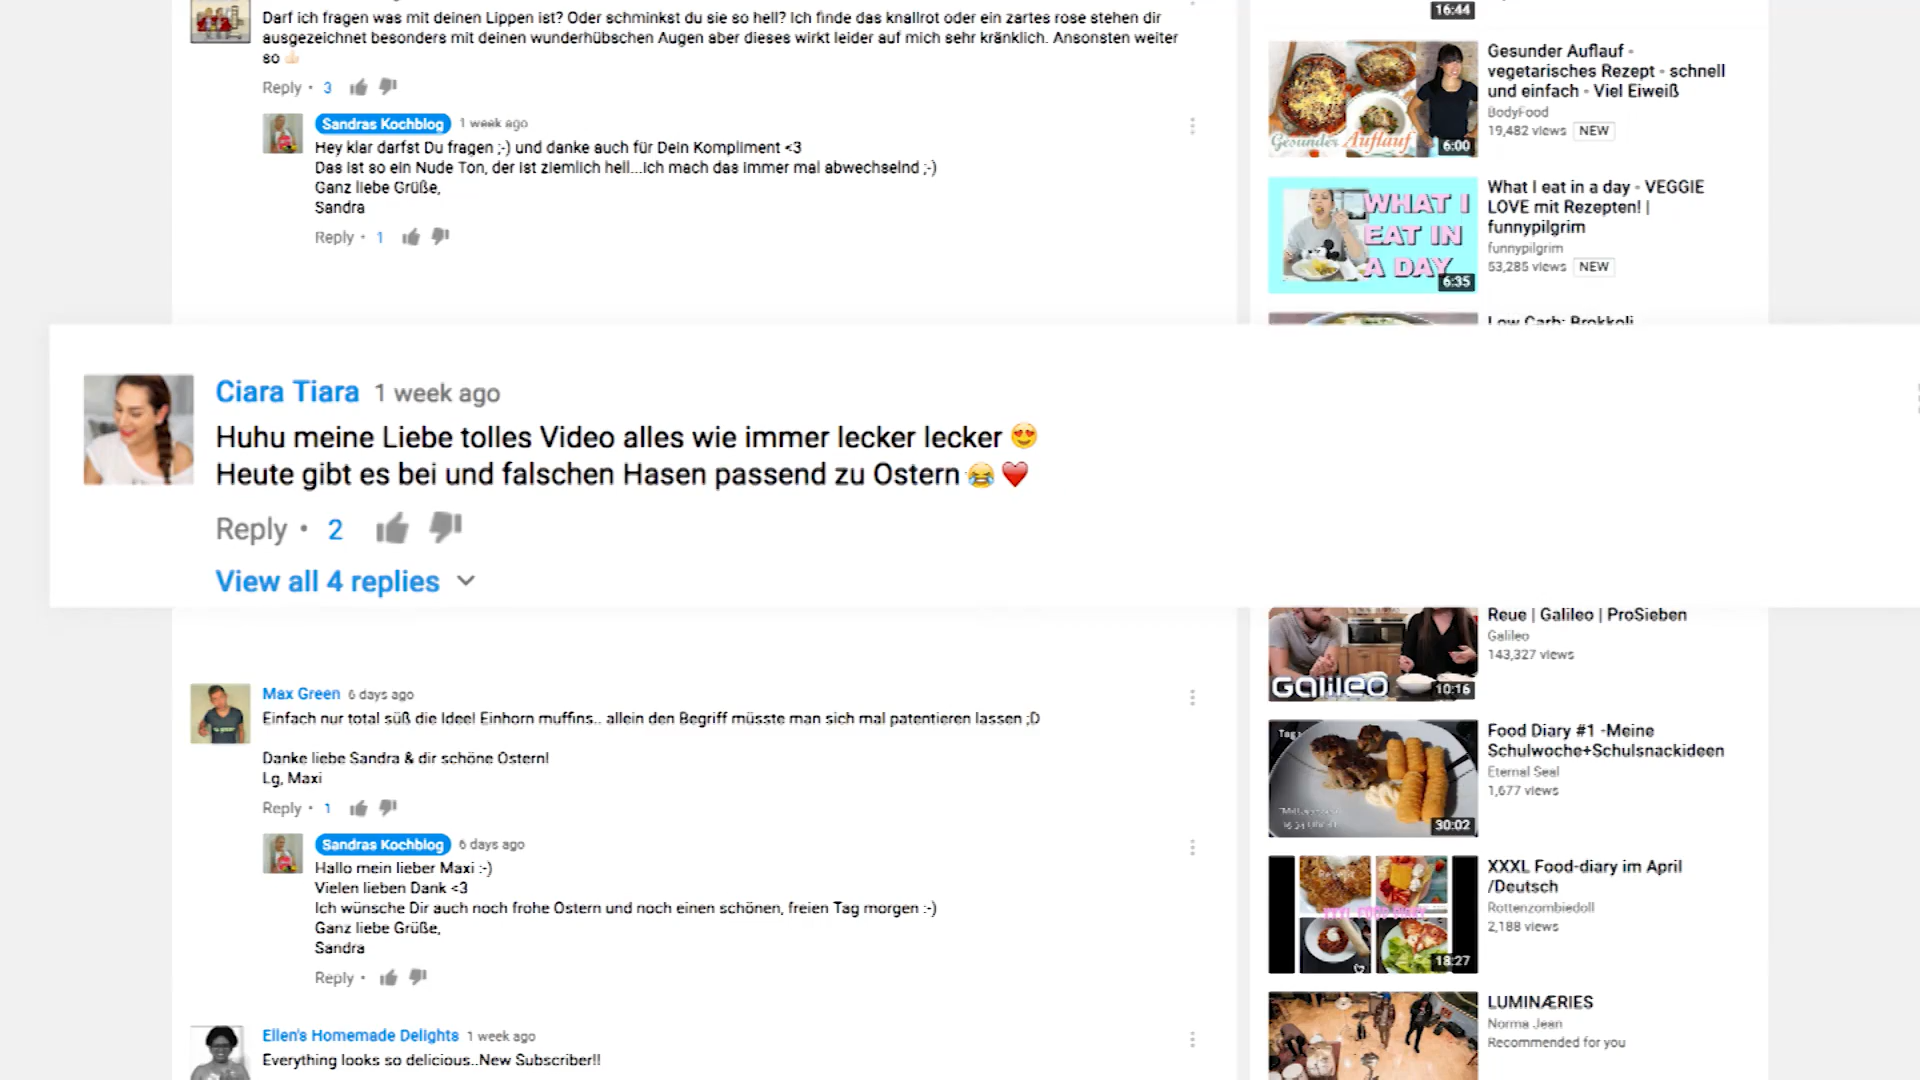 Darf ich fragen was mit deinen Lippen ist? Oder schminkst du sie so hell? Ich finde das knallrot oder ein zartes rose stehen dir
ausgezeichnet besonders mit deinen wunderhübschen Augen aber dieses wirkt leider auf mich sehr kränklich. Ansonsten weiter
so 👍🏻
Reply • 3
Sandras Kochblog 1 week ago
Hey klar darfst Du fragen ;-) und danke auch für Dein Kompliment <3
Das ist so ein Nude Ton, der ist ziemlich hell...ich mach das immer mal abwechselnd ;-)
Ganz liebe Grüße,
Sandra
Reply • 1
Ciara Tiara 1 week ago
Huhu meine Liebe tolles Video alles wie immer lecker lecker 😍
Heute gibt es bei und falschen Hasen passend zu Ostern 😂 ❤️
Reply • 2
View all 4 replies
Max Green 6 days ago
Einfach nur total süß die Idee! Einhorn muffins.. allein den Begriff müsste man sich mal patentieren lassen ;D
Danke liebe Sandra & dir schöne Ostern!
Lg, Maxi
Reply • 1
Sandras Kochblog 6 days ago
Hallo mein lieber Maxi :-)
Vielen lieben Dank <3
Ich wünsche Dir auch noch frohe Ostern und noch einen schönen, freien Tag morgen :-)
Ganz liebe Grüße,
Sandra
Reply •
Ellen's Homemade Delights 1 week ago
Everything looks so delicious..New Subscriber!!
16:44
Gesunder Auflauf
6:00
Gesunder Auflauf -
vegetarisches Rezept - schnell
und einfach - Viel Eiweiß
BodyFood
19,482 views NEW
WHAT I
EAT IN
A DAY
6:35
What I eat in a day - VEGGIE
LOVE mit Rezepten! |
funnypilgrim
funnypilgrim
53,285 views NEW
Low Carb: Brokkoli
Galileo
10:16
Reue | Galileo | ProSieben
Galileo
143,327 views
Tag
30:02
Food Diary #1 -Meine
Schulwoche+Schulsnackideen
Eternal Seal
1,677 views
XXXL FOOD DIARY
18:27
XXXL Food-diary im April
/Deutsch
Rottenzombiedoll
2,188 views
LUMINÆRIES
Norma Jean
Recommended for you